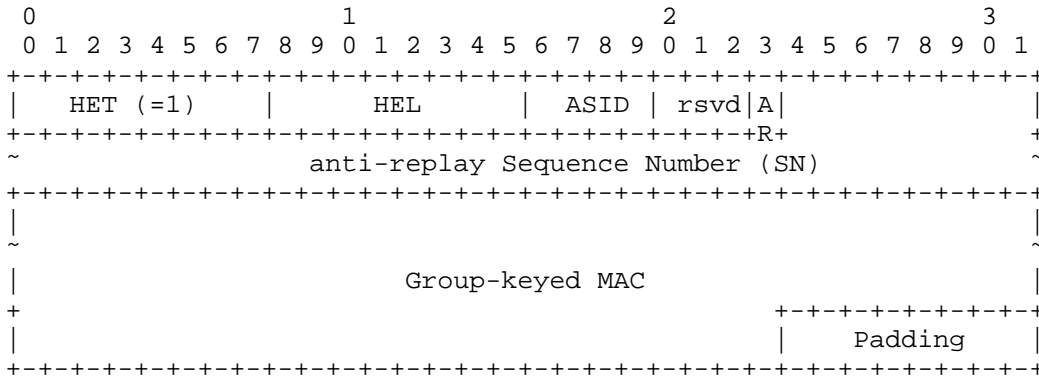 0                   1                   2                   3
 0 1 2 3 4 5 6 7 8 9 0 1 2 3 4 5 6 7 8 9 0 1 2 3 4 5 6 7 8 9 0 1
+-+-+-+-+-+-+-+-+-+-+-+-+-+-+-+-+-+-+-+-+-+-+-+-+-+-+-+-+-+-+-+-+
|   HET (=1)    |      HEL      |  ASID | rsvd|A|               |
+-+-+-+-+-+-+-+-+-+-+-+-+-+-+-+-+-+-+-+-+-+-+-+R+               +
~                  anti-replay Sequence Number (SN)             ~
+-+-+-+-+-+-+-+-+-+-+-+-+-+-+-+-+-+-+-+-+-+-+-+-+-+-+-+-+-+-+-+-+
|                                                               |
~                                                               ~
|                        Group-keyed MAC                        |
+                                               +-+-+-+-+-+-+-+-+
|                                               |    Padding    |
+-+-+-+-+-+-+-+-+-+-+-+-+-+-+-+-+-+-+-+-+-+-+-+-+-+-+-+-+-+-+-+-+